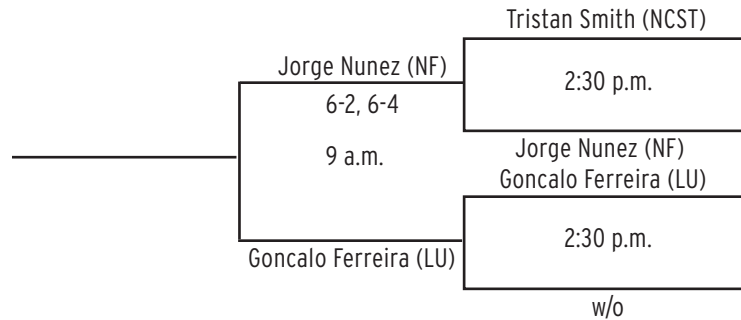 Tristan Smith (NCST)
Jorge Nunez (NF)
2:30 p.m.
6-2, 6-4
9 a.m.
Jorge Nunez (NF)
Goncalo Ferreira (LU)
2:30 p.m.
Goncalo Ferreira (LU)
w/o